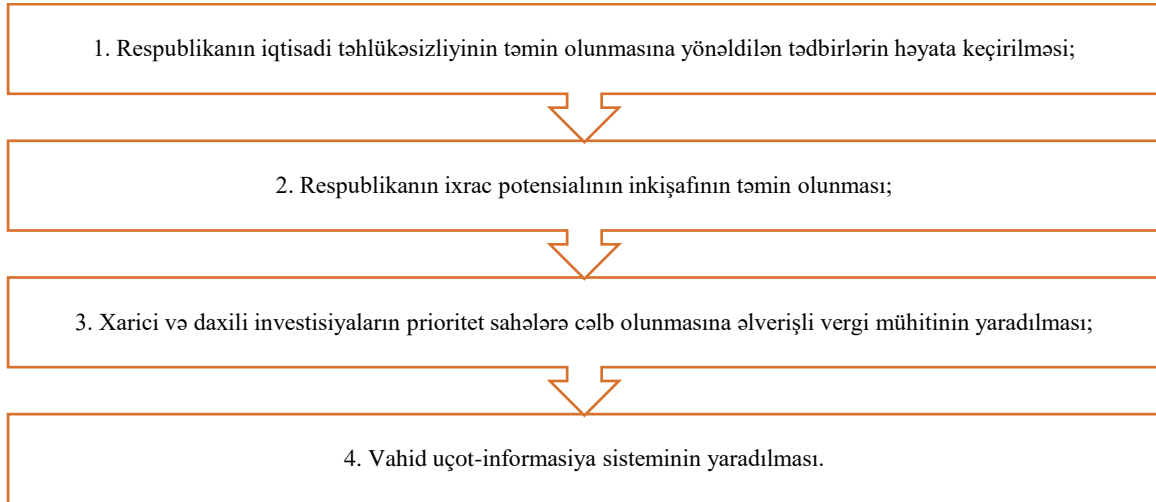 1. Respublikanın iqtisadi təhlükəsizliyinin təmin olunmasına yönəldilən tədbirlərin həyata keçirilməsi;
2. Respublikanın ixrac potensialının inkişafının təmin olunması;
3. Xarici və daxili investisiyaların prioritet sahələrə cəlb olunmasına əlverişli vergi mühitinin yaradılması;
4. Vahid uçot-informasiya sisteminin yaradılması.